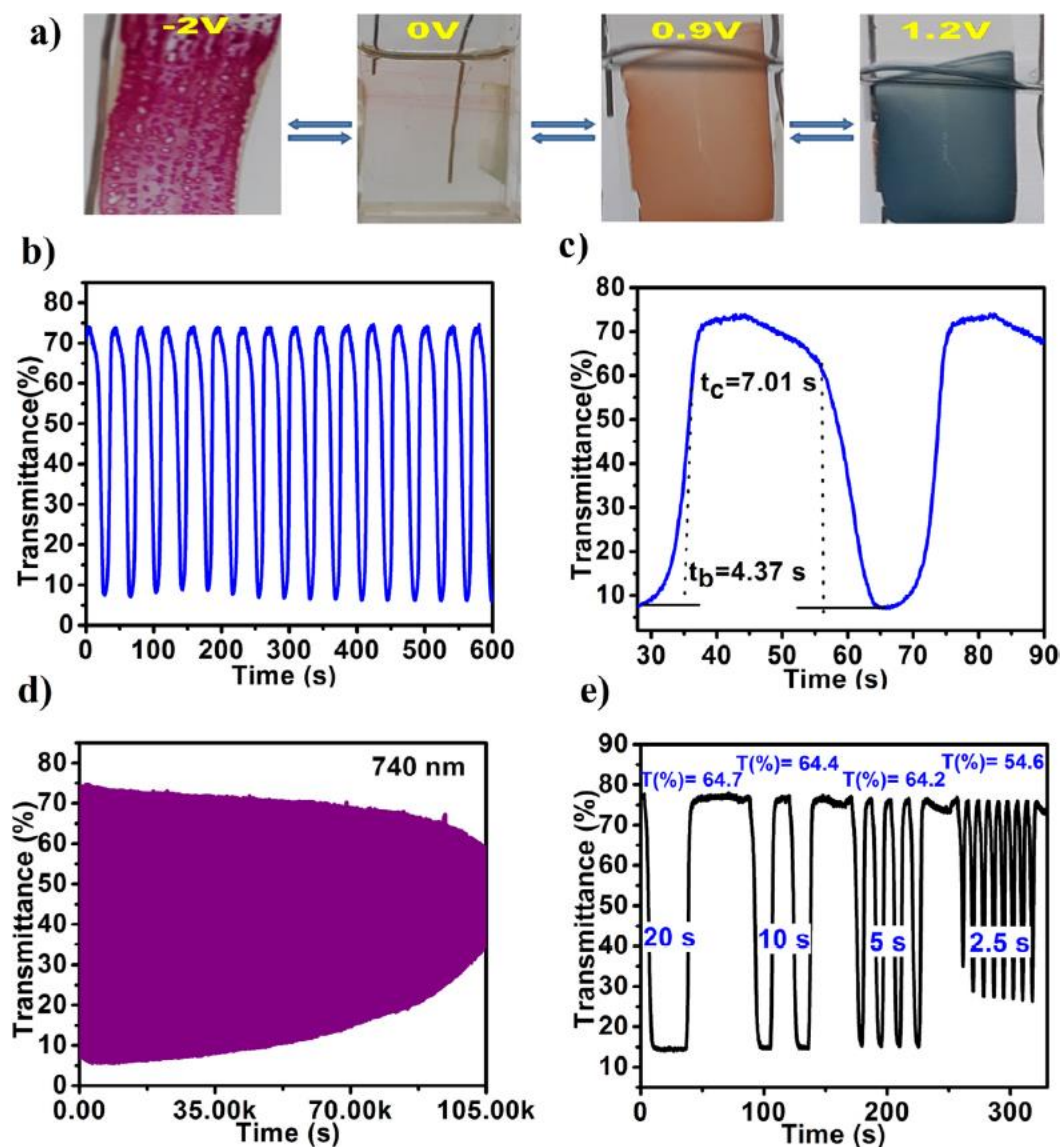 a)
-2V 0V 0.9V 1.2V
b)
Transmittance(%)
80
70
60
50
40
30
20
10
0
0 100 200 300 400 500 600
Time (s)
c)
Transmittance(%)
80
70
60
50
40
30
20
10
tc=7.01 s
tb=4.37 s
30 40 50 60 70 80 90
Time (s)
d)
Transmittance (%)
740 nm
80
70
60
50
40
30
20
10
0
0.00 35.00k 70.00k 105.00k
Time (s)
e)
Transmittance (%)
90
80
70
60
50
40
30
20
10
T(%)= 64.7
T(%)= 64.4
T(%)= 64.2
T(%)= 54.6
20 s 10 s 5 s 2.5 s
0 100 200 300
Time (s)